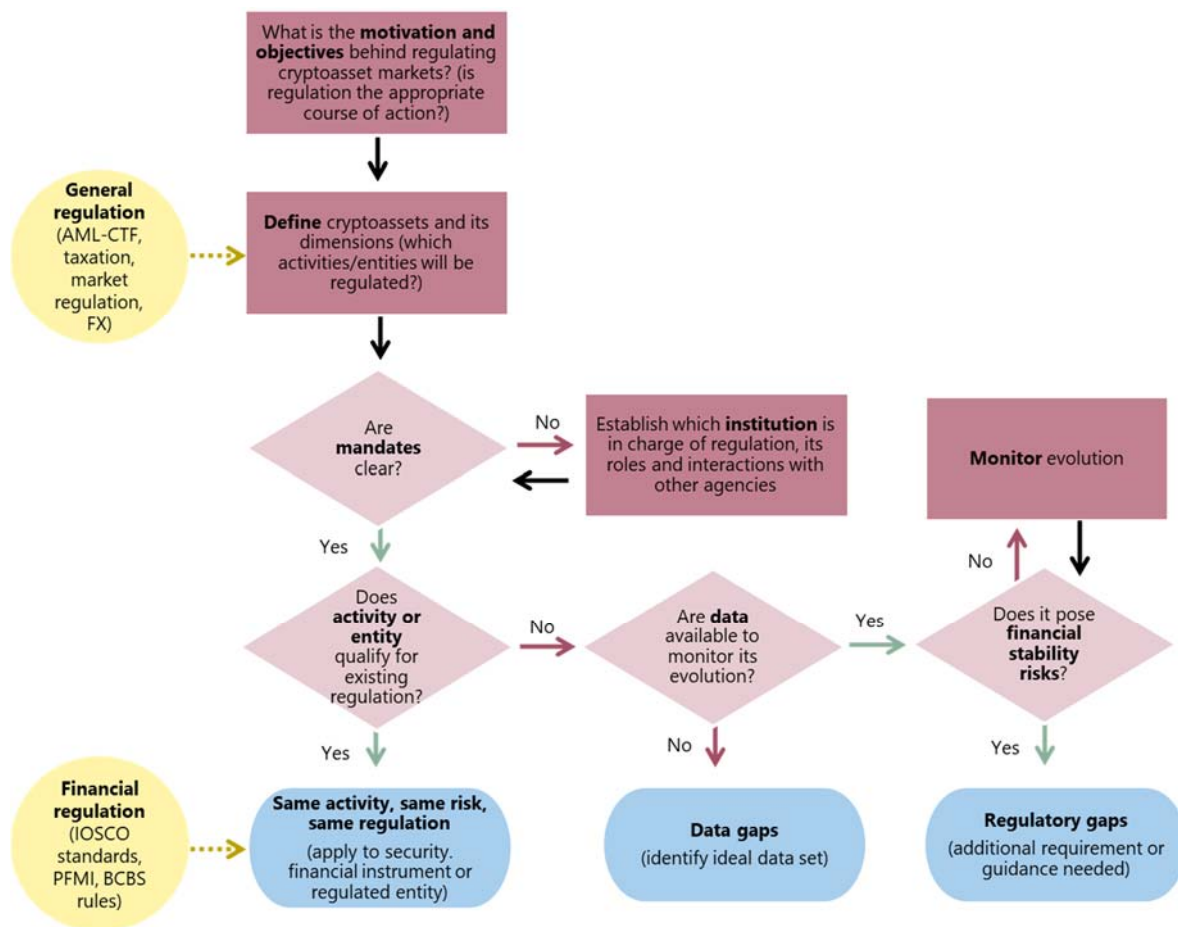 What is the motivation and
objectives behind regulating
cryptoasset markets? (is
regulation the appropriate
course of action?)
General
regulation
(AML-CTF,
taxation,
market
regulation,
FX)
Define cryptoassets and its
dimensions (which
activities/entities will be
regulated?)
Are
mandates
clear?
No
Establish which institution is
in charge of regulation, its
roles and interactions with
other agencies
Monitor evolution
Yes
No
Does
activity or
entity
qualify for
existing
regulation?
No
Are data
available to
monitor its
evolution?
Yes
Does it pose
financial
stability
risks?
Yes
No
Yes
Financial
regulation
(IOSCO
standards,
PFMI, BCBS
rules)
Same activity, same risk,
same regulation
(apply to security.
financial instrument or
regulated entity)
Data gaps
(identify ideal data set)
Regulatory gaps
(additional requirement or
guidance needed)